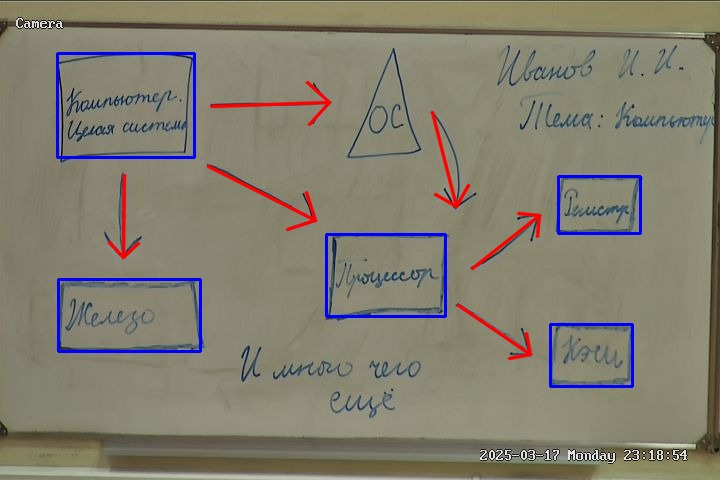 Camera
Иванов И. И.
Тема: Компьютер
Компьютер.
Целая система
ОС
Регистр
Процессор
Железо
Кэш
И много чего
ещё
2025-03-17 Monday 23:18:54